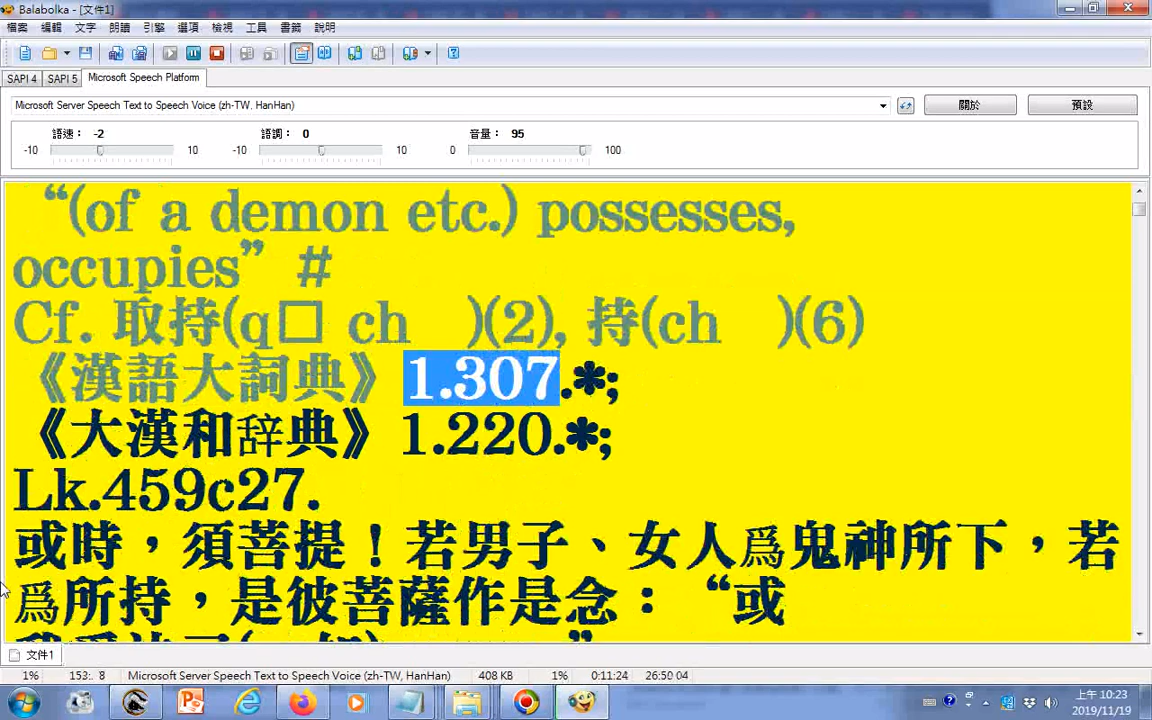 Balabolka - [文件1]
檔案 編輯 文字 朗讀 引擎 選項 檢視 工具 書籤 說明
SAPI 4 SAPI 5 Microsoft Speech Platform
Microsoft Server Speech Text to Speech Voice (zh-TW, HanHan) 關於 預設
語速： -2 語調： 0 音量： 95
-10 10 -10 10 0 100
“(of a demon etc.) possesses,
occupies” #
Cf. 取持(q□ ch )(2), 持(ch )(6)
《漢語大詞典》 1.307.*;
《大漢和辞典》 1.220.*;
Lk.459c27.
或時，須菩提！若男子、女人爲鬼神所下，若
爲所持，是彼菩薩作是念：“或
文件1
1% 153: 8 Microsoft Server Speech Text to Speech Voice (zh-TW, HanHan) 408 KB 1% 0:11:24 26:50:04
上午 10:23
2019/11/19